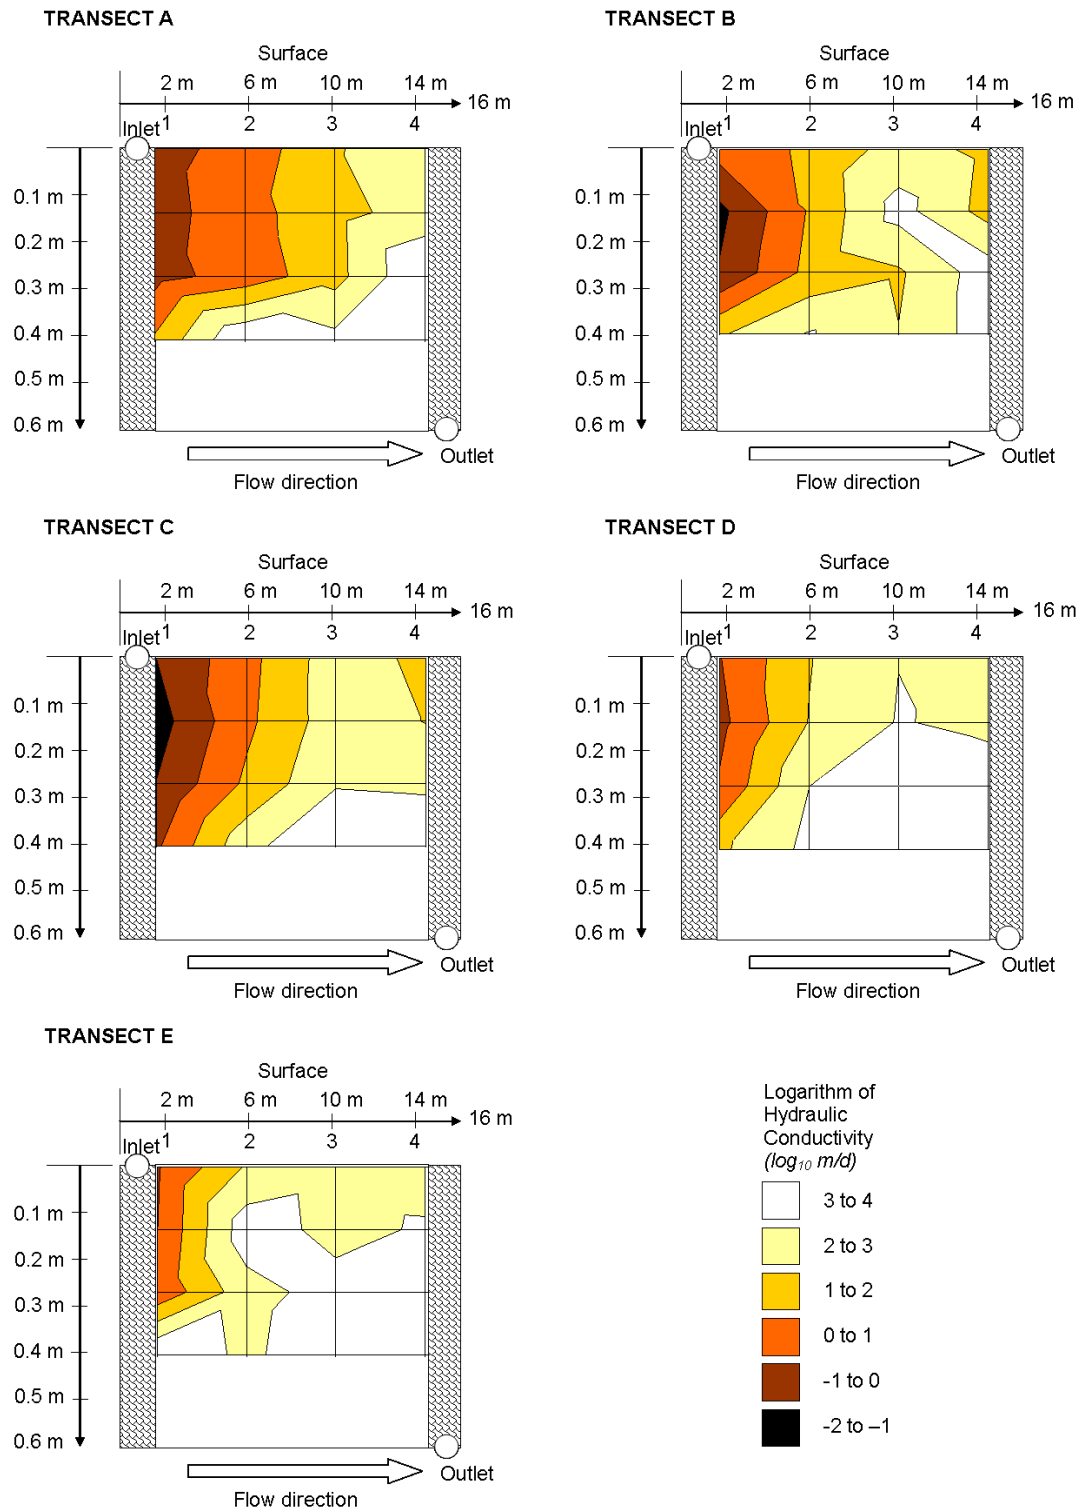 TRANSECT A
Surface
2 m 6 m 10 m 14 m
16 m
Inlet 1 2 3 4
0.1 m
0.2 m
0.3 m
0.4 m
0.5 m
0.6 m
Outlet
Flow direction
TRANSECT B
Surface
2 m 6 m 10 m 14 m
16 m
Inlet 1 2 3 4
0.1 m
0.2 m
0.3 m
0.4 m
0.5 m
0.6 m
Outlet
Flow direction
TRANSECT C
Surface
2 m 6 m 10 m 14 m
16 m
Inlet 1 2 3 4
0.1 m
0.2 m
0.3 m
0.4 m
0.5 m
0.6 m
Outlet
Flow direction
TRANSECT D
Surface
2 m 6 m 10 m 14 m
16 m
Inlet 1 2 3 4
0.1 m
0.2 m
0.3 m
0.4 m
0.5 m
0.6 m
Outlet
Flow direction
TRANSECT E
Surface
2 m 6 m 10 m 14 m
16 m
Inlet 1 2 3 4
0.1 m
0.2 m
0.3 m
0.4 m
0.5 m
0.6 m
Outlet
Flow direction
Logarithm of
Hydraulic
Conductivity
(log₁₀ m/d)
3 to 4
2 to 3
1 to 2
0 to 1
-1 to 0
-2 to –1